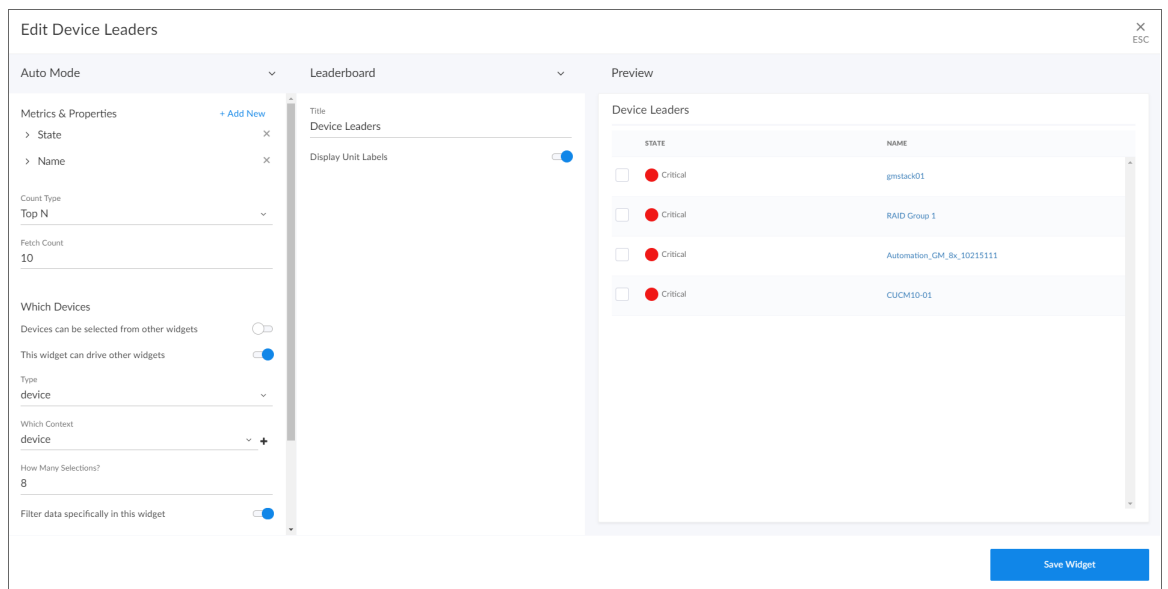 Edit Device Leaders
ESC
Auto Mode
Leaderboard
Preview
Metrics & Properties
+ Add New
State
Name
Count Type
Top N
Fetch Count
10
Which Devices
Devices can be selected from other widgets
This widget can drive other widgets
Type
device
Which Context
device
How Many Selections?
8
Filter data specifically in this widget
Title
Device Leaders
Display Unit Labels
Device Leaders
STATE NAME
Critical gmstack01
Critical RAID Group 1
Critical Automation_GM_8x_10215111
Critical CUCM10-01
Save Widget